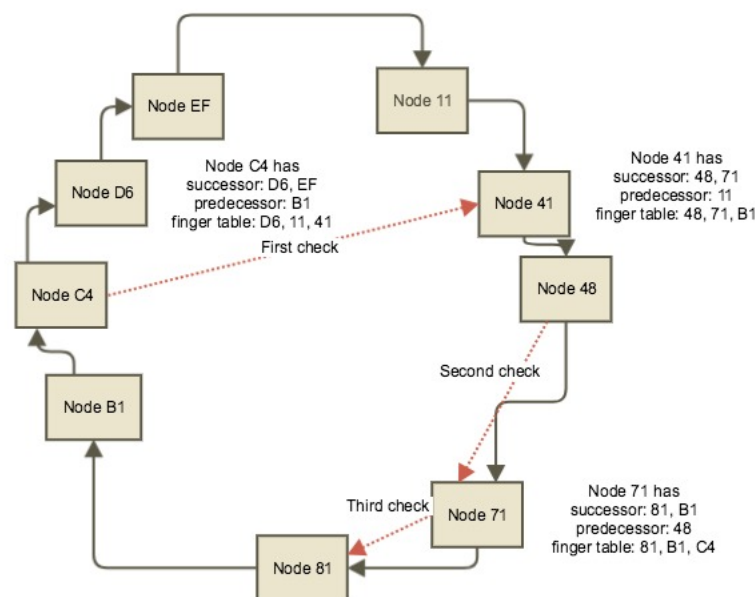 Node EF
Node 11
Node D6
Node C4 has
successor: D6, EF
predecessor: B1
finger table: D6, 11, 41
Node 41 has
successor: 48, 71
predecessor: 11
finger table: 48, 71, B1
Node 41
First check
Node C4
Node 48
Second check
Node B1
Node 71 has
successor: 81, B1
predecessor: 48
finger table: 81, B1, C4
Third check
Node 71
Node 81